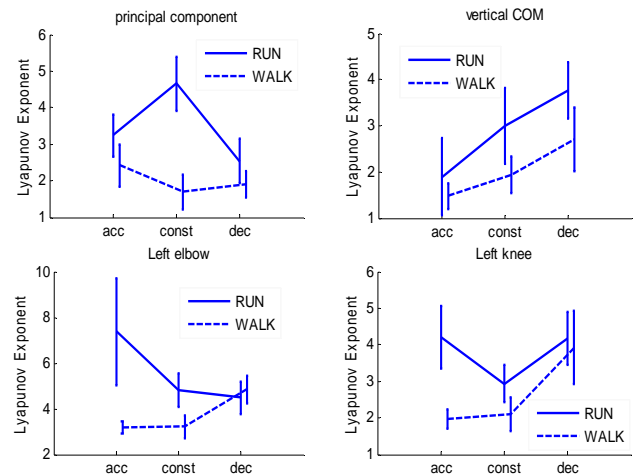 principal component
6
5
4
3
2
1
Lyapunov Exponent
RUN
WALK
acc const dec
vertical COM
5
4
3
2
1
Lyapunov Exponent
RUN
WALK
acc const dec
Left elbow
10
8
6
4
2
Lyapunov Exponent
RUN
WALK
acc const dec
Left knee
6
5
4
3
2
1
Lyapunov Exponent
RUN
WALK
acc const dec